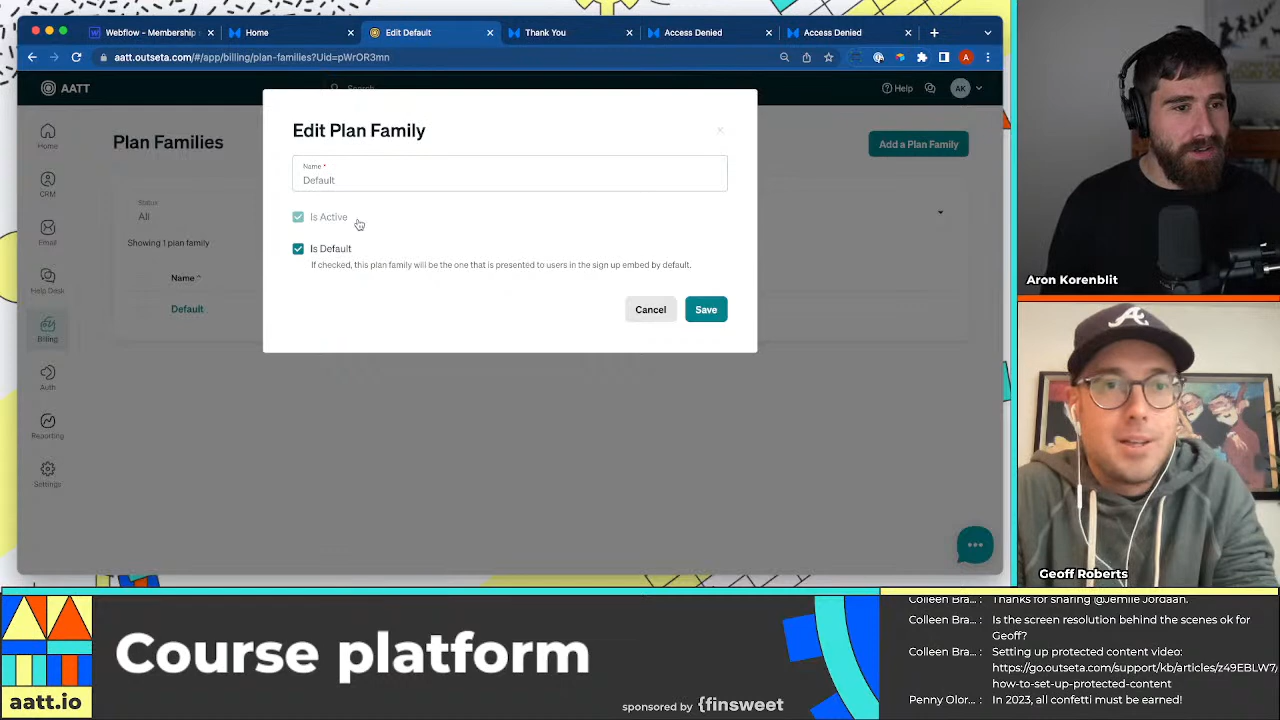 Webflow - Membership
Home
Edit Default
Thank You
Access Denied
Access Denied
aatt.outseta.com/#/app/billing/plan-families?Uid=pWrOR3mn
A
AATT
Search
Help
AK
Home
CRM
Email
Help Desk
Billing
Auth
Reporting
Settings
Plan Families
Add a Plan Family
Status
All
Showing 1 plan family
Name
Default
Edit Plan Family
Name *
Default
Is Active
Is Default
If checked, this plan family will be the one that is presented to users in the sign up embed by default.
Cancel
Save
Aron Korenblit
A
Geoff Roberts
aatt.io
Course platform
sponsored by {finsweet
Colleen Bra... : Thanks for sharing @Jemile Jordaan.
Colleen Bra... : Is the screen resolution behind the scenes ok for
Geoff?
Colleen Bra... : Setting up protected content video:
https://go.outseta.com/support/kb/articles/z49EBLW7/
how-to-set-up-protected-content
Penny Olor... : In 2023, all confetti must be earned!